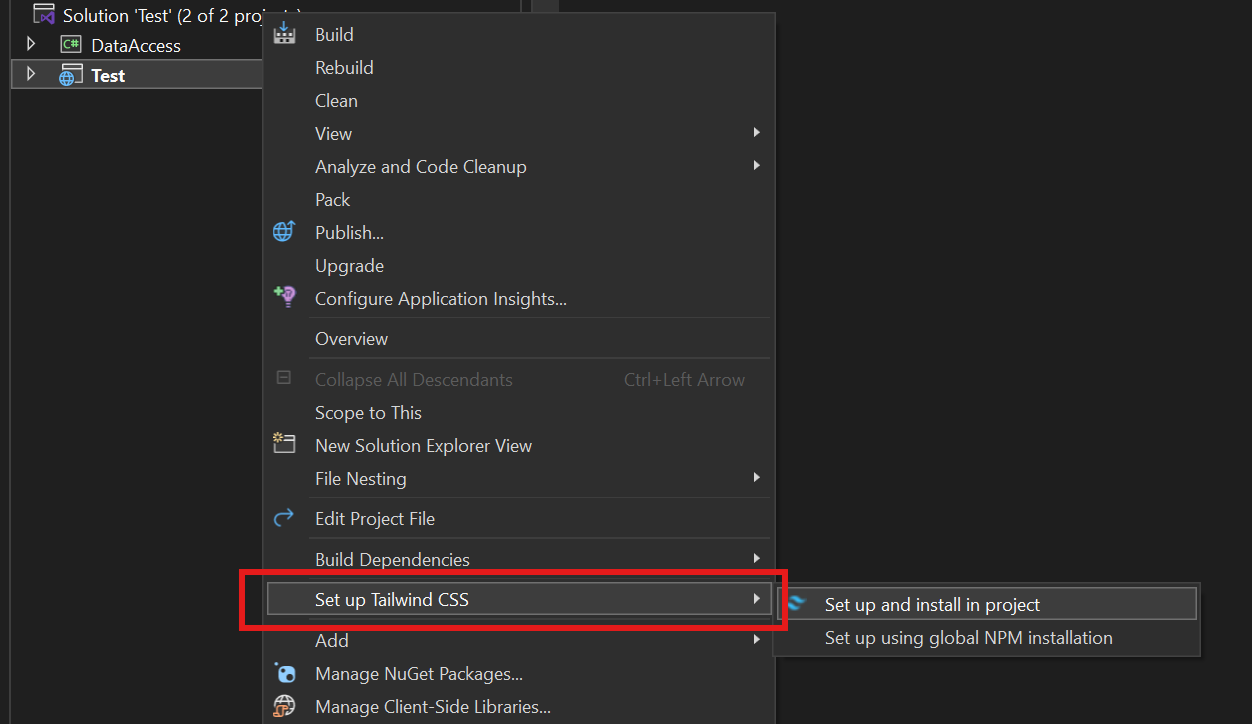 Solution 'Test' (2 of 2
C# DataAccess
Test
Build
Rebuild
Clean
View
Analyze and Code Cleanup
Pack
Publish...
Upgrade
Configure Application Insights...
Overview
Collapse All Descendants Ctrl+Left Arrow
Scope to This
New Solution Explorer View
File Nesting
Edit Project File
Build Dependencies
Set up Tailwind CSS
Set up and install in project
Set up using global NPM installation
Add
Manage NuGet Packages...
Manage Client-Side Libraries...